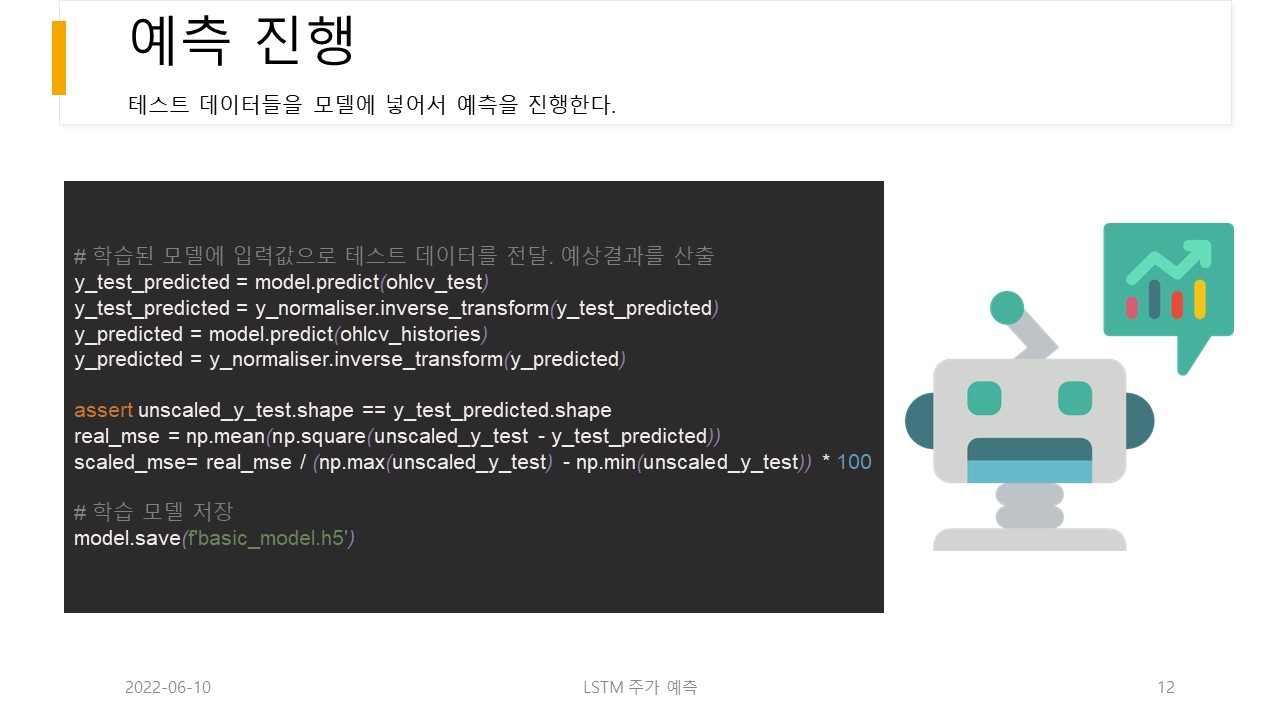 예측 진행
테스트 데이터들을 모델에 넣어서 예측을 진행한다.
# 학습된 모델에 입력값으로 테스트 데이터를 전달. 예상결과를 산출
y_test_predicted = model.predict(ohlcv_test)
y_test_predicted = y_normaliser.inverse_transform(y_test_predicted)
y_predicted = model.predict(ohlcv_histories)
y_predicted = y_normaliser.inverse_transform(y_predicted)
assert unscaled_y_test.shape == y_test_predicted.shape
real_mse = np.mean(np.square(unscaled_y_test - y_test_predicted))
scaled_mse= real_mse / (np.max(unscaled_y_test) - np.min(unscaled_y_test)) * 100
# 학습 모델 저장
model.save(f'basic_model.h5')
2022-06-10
LSTM 주가 예측
12